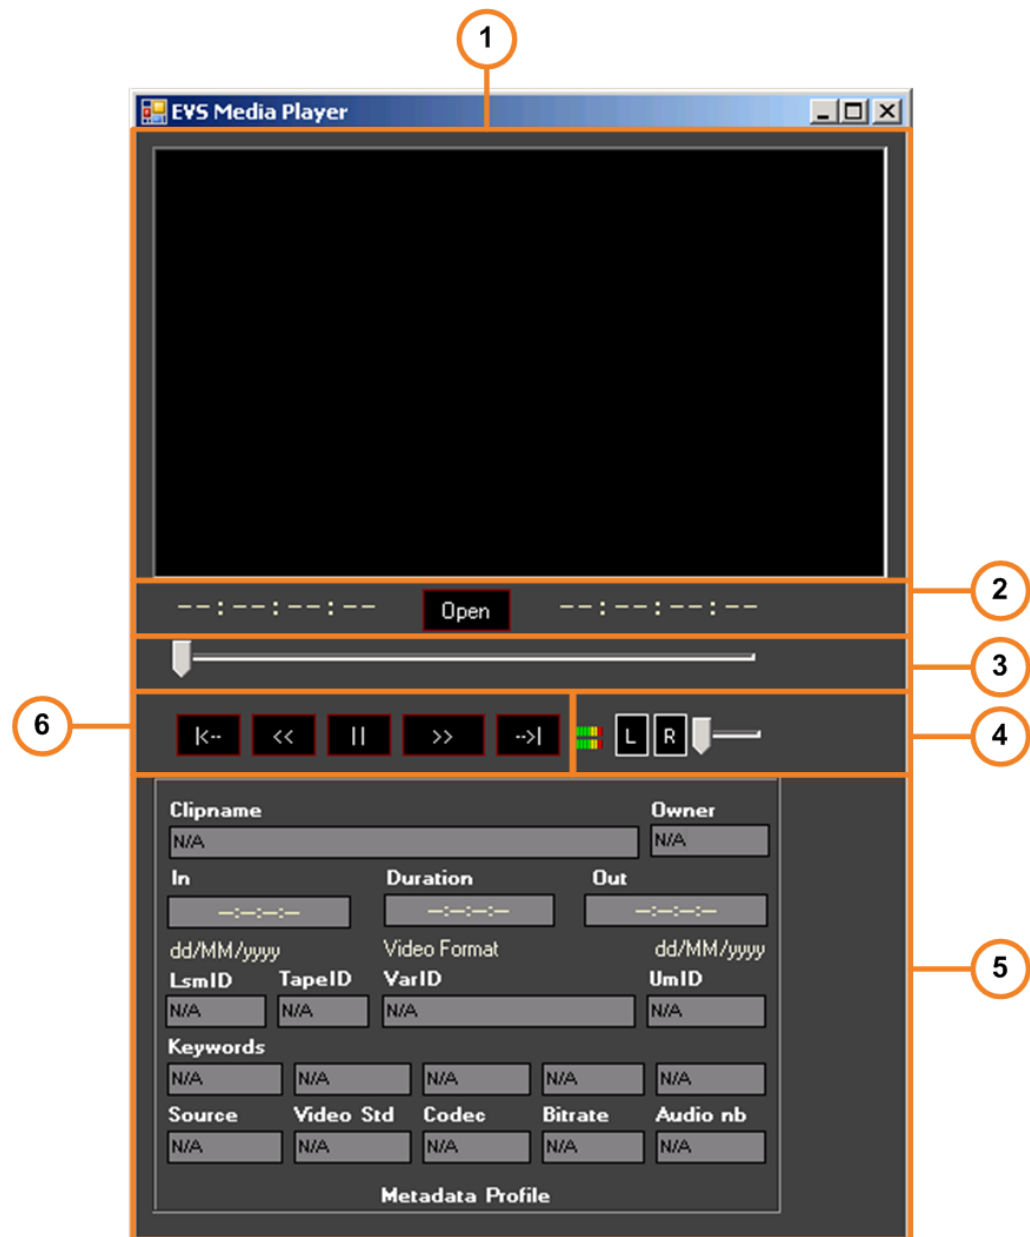 1
EVS Media Player
--:--:--:-- Open --:--:--:--
2
3
6
|<-- << || >> -->| L R
4
Clipname Owner
N/A N/A
In Duration Out
--:--:--:-- --:--:--:-- --:--:--:--
dd/MM/yyyy Video Format dd/MM/yyyy
5
LsmID TapeID VarID UmID
N/A N/A N/A N/A
Keywords
N/A N/A N/A N/A N/A
Source Video Std Codec Bitrate Audio nb
N/A N/A N/A N/A N/A
Metadata Profile